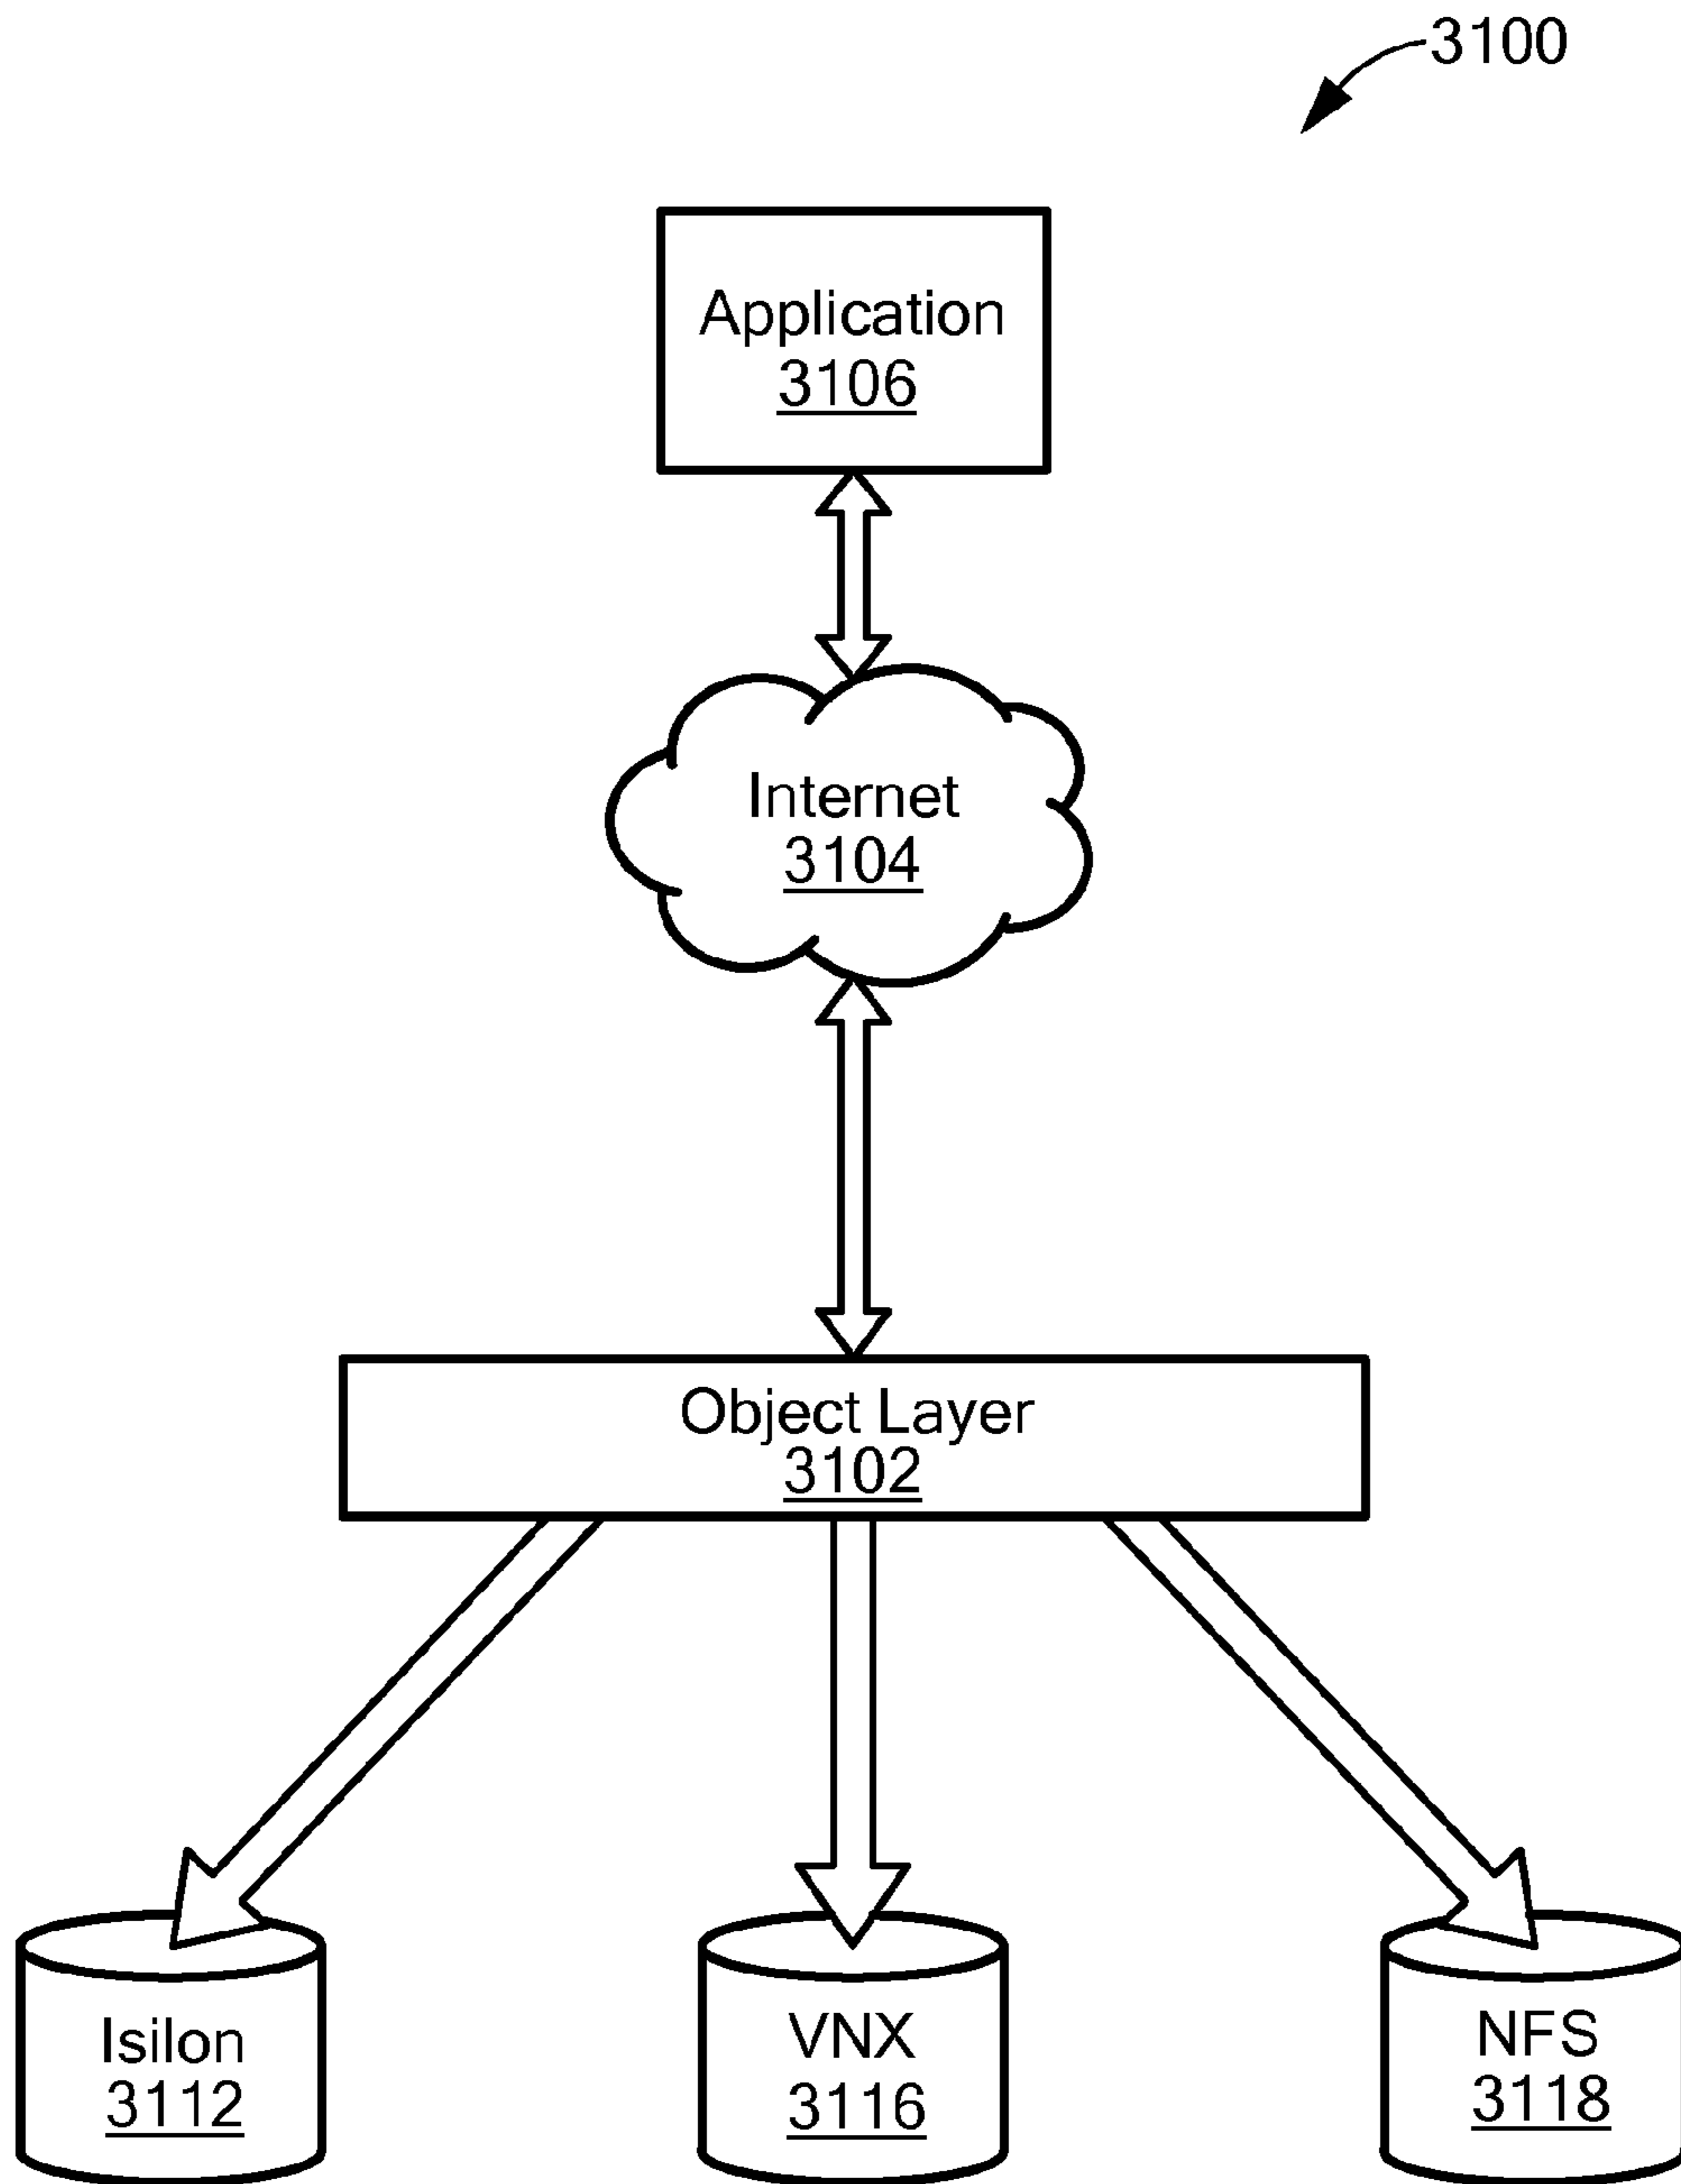 3100
Application
3106
Internet
3104
Object Layer
3102
Isilon
3112
VNX
3116
NFS
3118